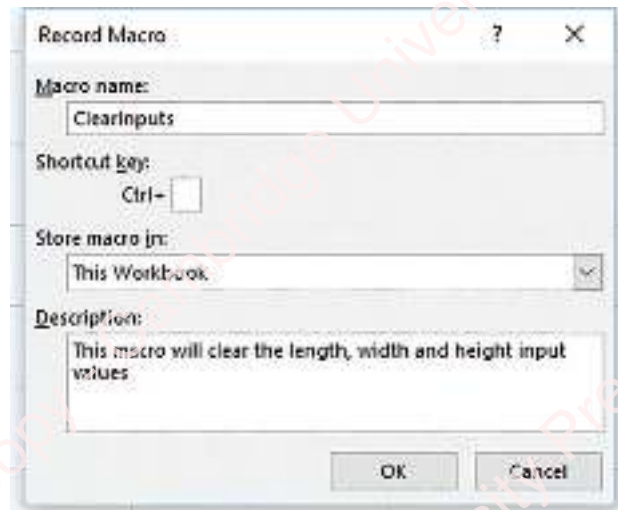 Record Macro ? ×
Macro name:
ClearInputs
Shortcut key:
Ctrl+
Store macro in:
This Workbook
Description:
This macro will clear the length, width and height input
values
OK Cancel